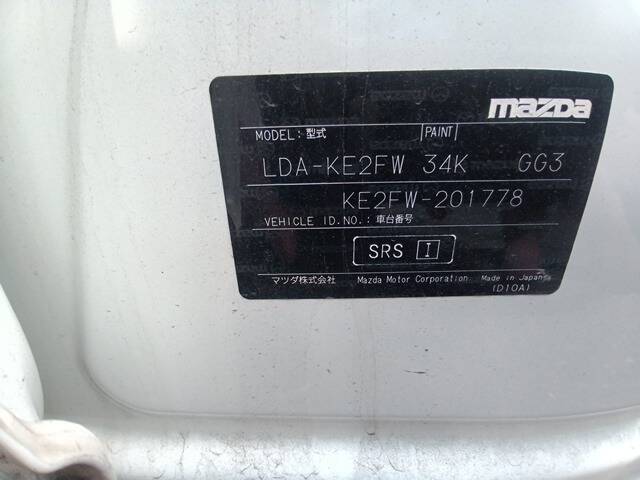 mazda
MODEL: 型式 PAINT
LDA-KE2FW 34K GG3
KE2FW-201778
VEHICLE ID.NO.: 車台番号
SRS I
マツダ株式会社 Mazda Motor Corporation Made in Japan
(D10A)